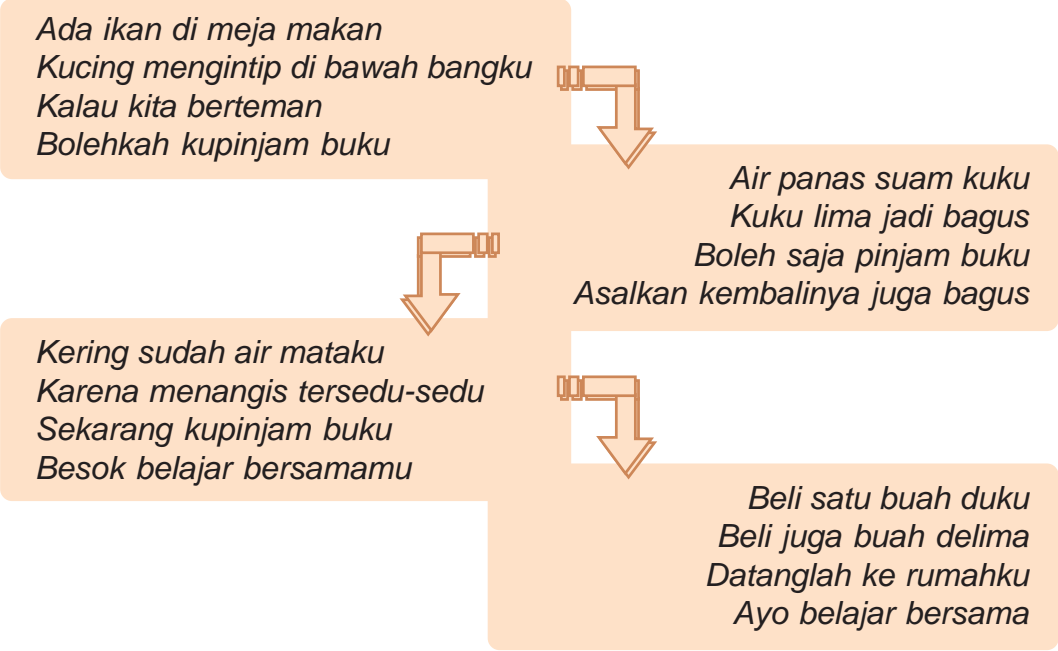 Ada ikan di meja makan
Kucing mengintip di bawah bangku
Kalau kita berteman
Bolehkah kupinjam buku
Air panas suam kuku
Kuku lima jadi bagus
Boleh saja pinjam buku
Asalkan kembalinya juga bagus
Kering sudah air mataku
Karena menangis tersedu-sedu
Sekarang kupinjam buku
Besok belajar bersamamu
Beli satu buah duku
Beli juga buah delima
Datanglah ke rumahku
Ayo belajar bersama